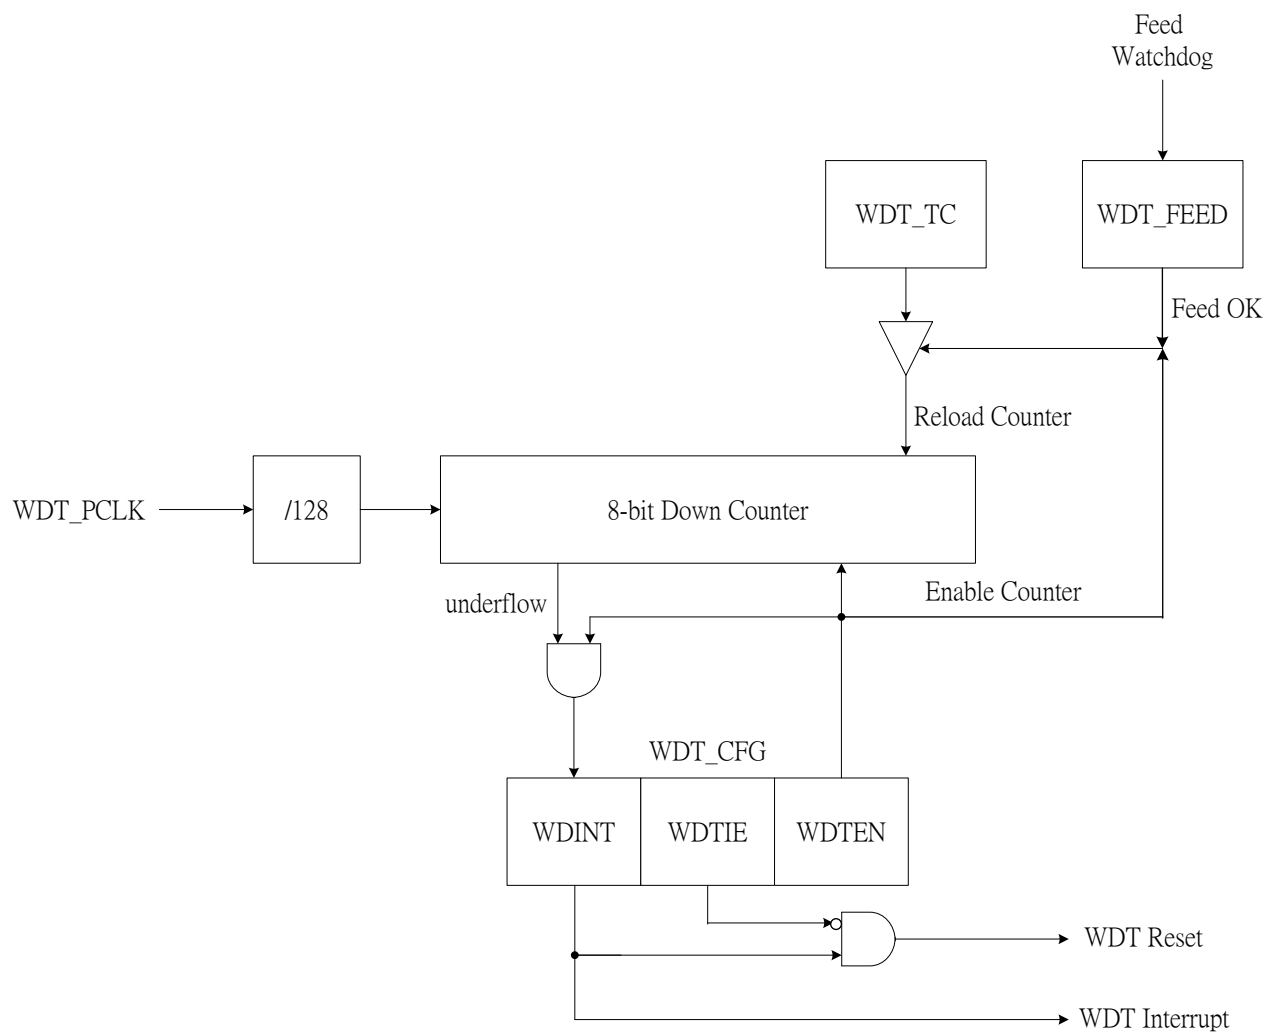 Feed
Watchdog
WDT_TC
WDT_FEED
Feed OK
Reload Counter
WDT_PCLK
/128
8-bit Down Counter
underflow
Enable Counter
WDT_CFG
WDINT
WDTIE
WDTEN
WDT Reset
WDT Interrupt